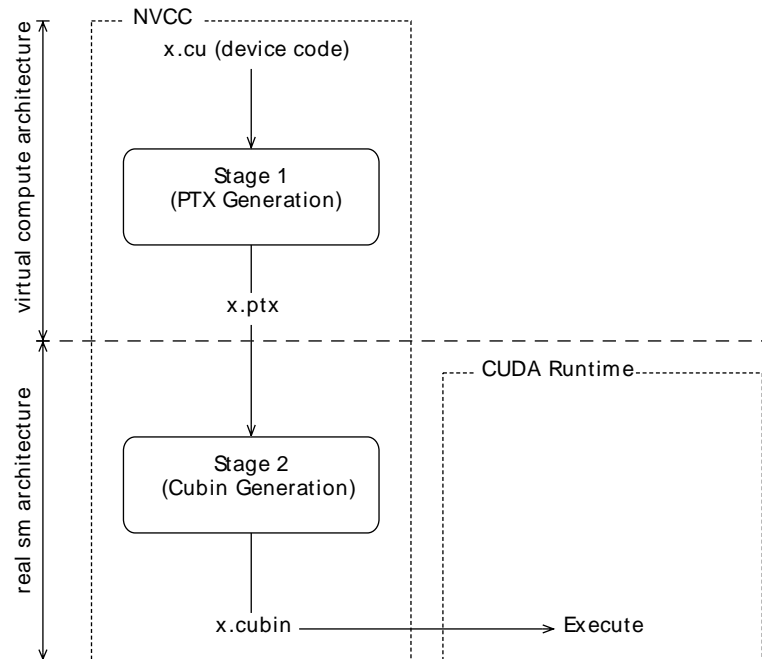 NVCC
x.cu (device code)
virtual compute architecture
Stage 1
(PTX Generation)
x.ptx
CUDA Runtime
real sm architecture
Stage 2
(Cubin Generation)
x.cubin
Execute